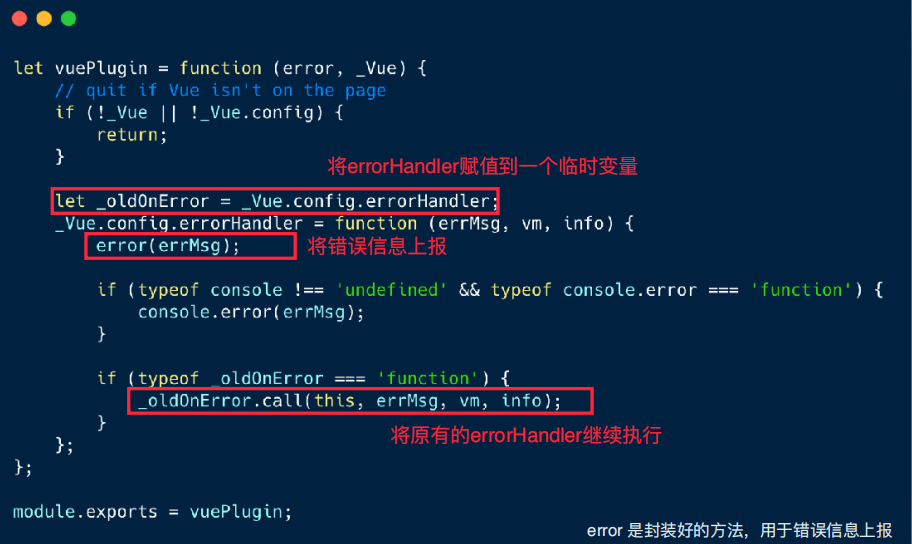 let vuePlugin = function (error, _Vue) {
    // quit if Vue isn't on the page
    if (!_Vue || !_Vue.config) {
        return;
    }
将errorHandler赋值到一个临时变量
    let _oldOnError = _Vue.config.errorHandler;
    _Vue.config.errorHandler = function (errMsg, vm, info) {
        error(errMsg); 将错误信息上报
        if (typeof console !== 'undefined' && typeof console.error === 'function') {
            console.error(errMsg);
        }
        if (typeof _oldOnError === 'function') {
            _oldOnError.call(this, errMsg, vm, info);
        }
将原有的errorHandler继续执行
    };
};
module.exports = vuePlugin;
error 是封装好的方法，用于错误信息上报